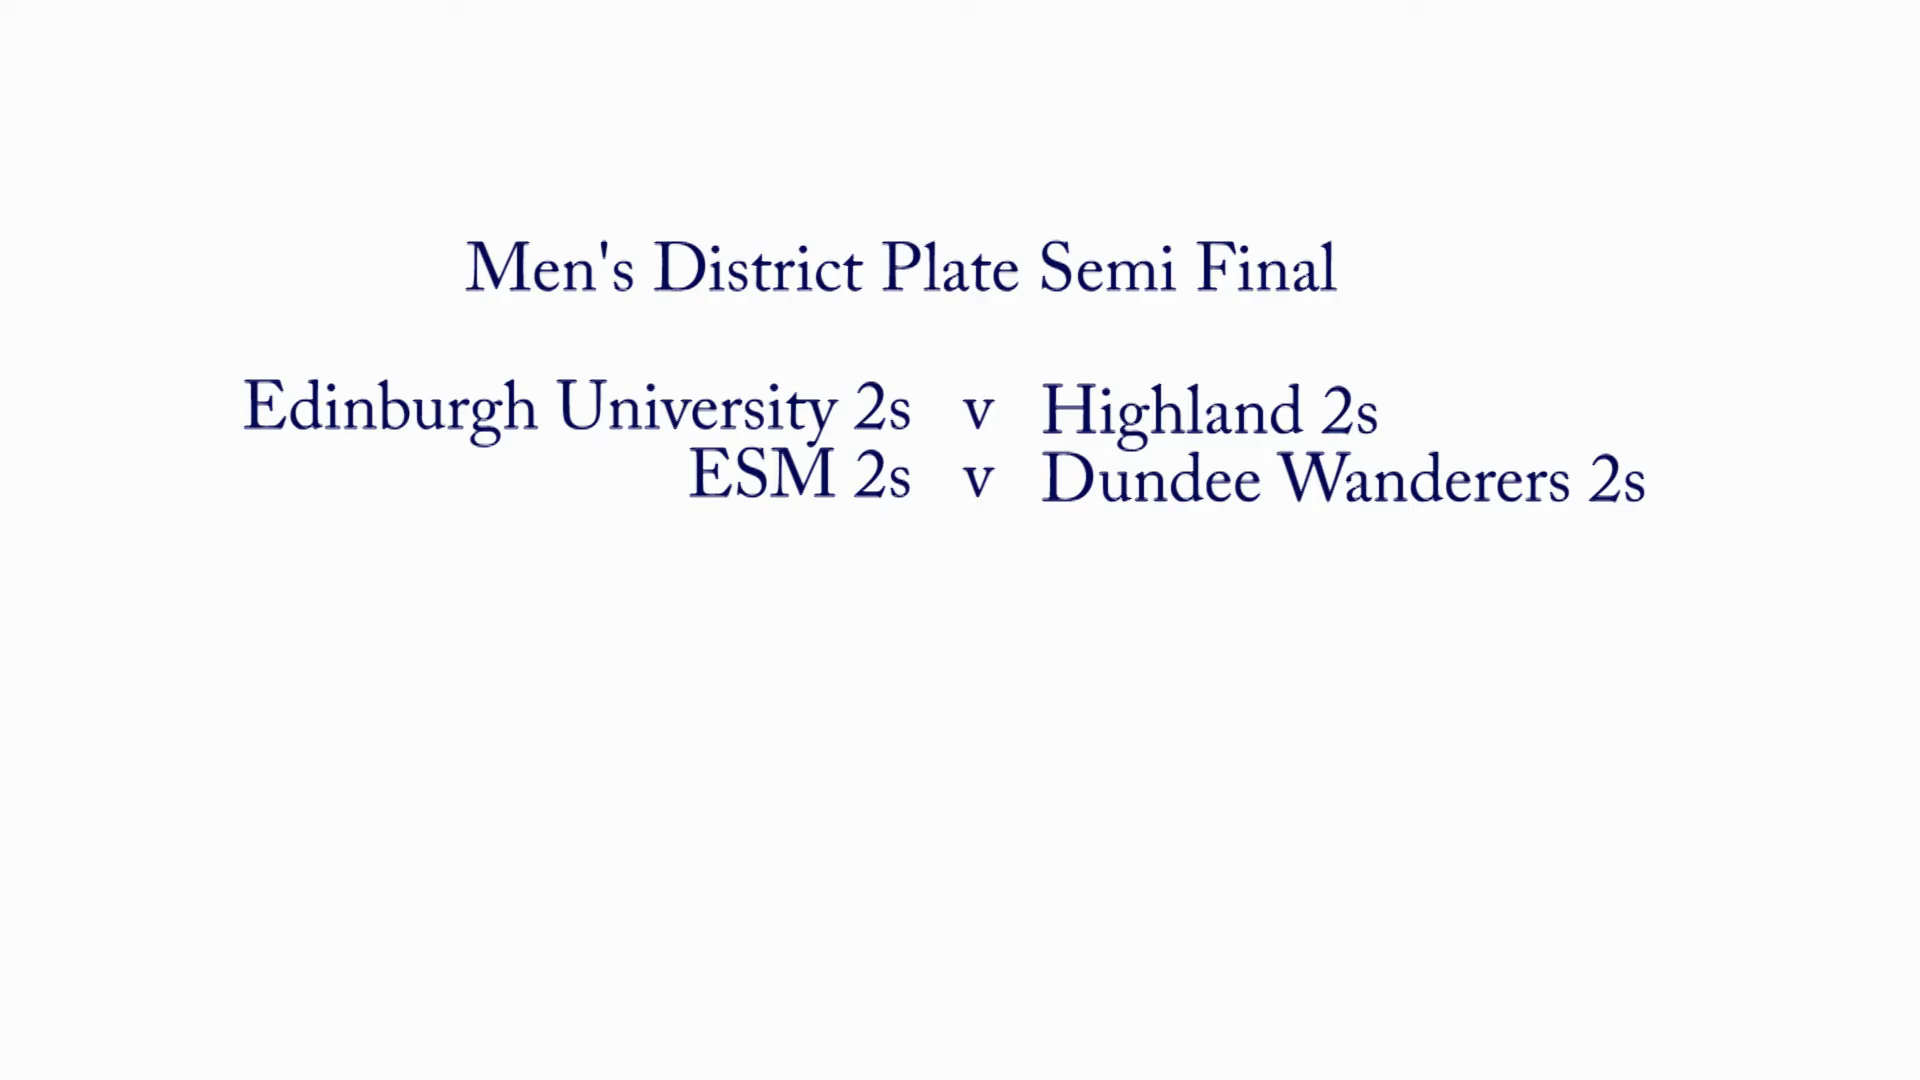 Men's District Plate Semi Final
Edinburgh University 2s v Highland 2s
ESM 2s v Dundee Wanderers 2s